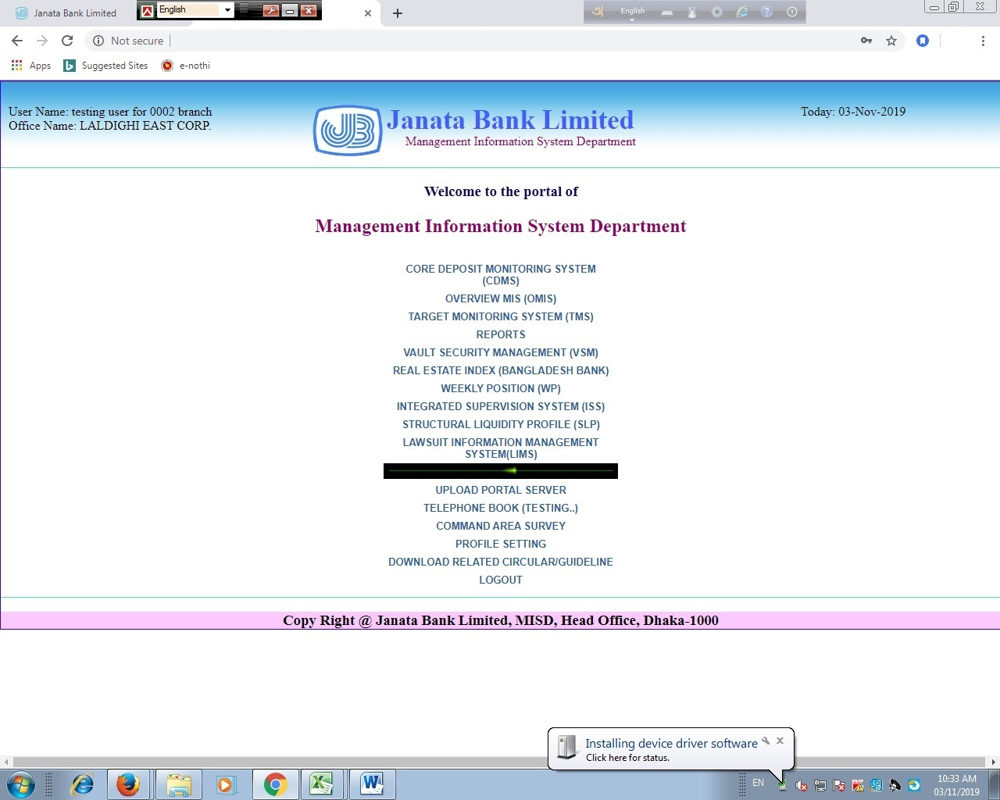 Janata Bank Limited
English
English
Not secure
Apps
Suggested Sites
e-nothi
User Name: testing user for 0002 branch
Office Name: LALDIGHI EAST CORP.
JB
Janata Bank Limited
Management Information System Department
Today: 03-Nov-2019
Welcome to the portal of
Management Information System Department
CORE DEPOSIT MONITORING SYSTEM
(CDMS)
OVERVIEW MIS (OMIS)
TARGET MONITORING SYSTEM (TMS)
REPORTS
VAULT SECURITY MANAGEMENT (VSM)
REAL ESTATE INDEX (BANGLADESH BANK)
WEEKLY POSITION (WP)
INTEGRATED SUPERVISION SYSTEM (ISS)
STRUCTURAL LIQUIDITY PROFILE (SLP)
LAWSUIT INFORMATION MANAGEMENT
SYSTEM(LIMS)
UPLOAD PORTAL SERVER
TELEPHONE BOOK (TESTING..)
COMMAND AREA SURVEY
PROFILE SETTING
DOWNLOAD RELATED CIRCULAR/GUIDELINE
LOGOUT
Copy Right @ Janata Bank Limited, MISD, Head Office, Dhaka-1000
Installing device driver software
Click here for status.
EN
10:33 AM
03/11/2019